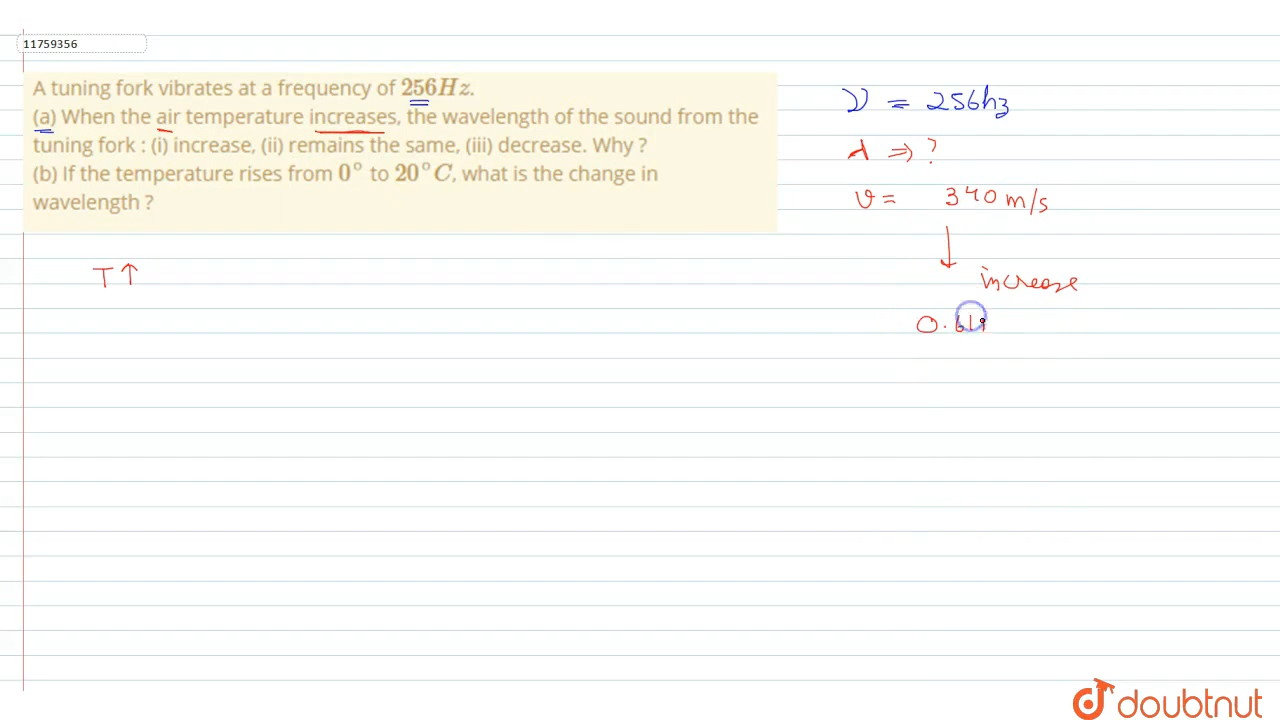 11759356
A tuning fork vibrates at a frequency of 256Hz.
(a) When the air temperature increases, the wavelength of the sound from the
tuning fork : (i) increase, (ii) remains the same, (iii) decrease. Why ?
(b) If the temperature rises from 0° to 20°C, what is the change in
wavelength ?
ν = 256hz
λ ⇒ ?
v = 340 m/s
↓
increase
T↑
doubtnut